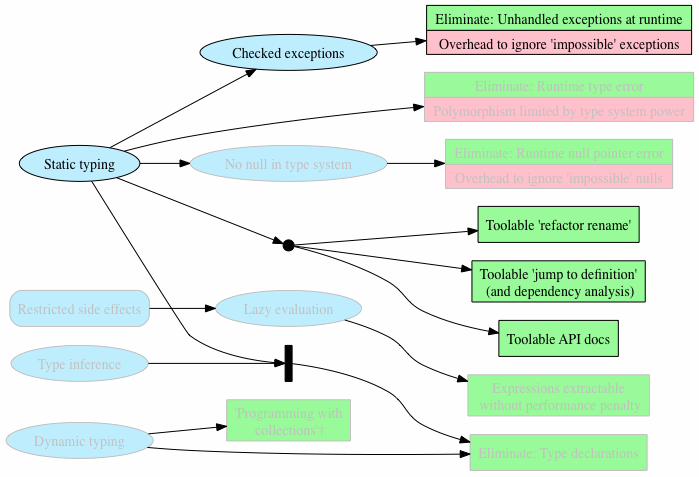 Eliminate: Unhandled exceptions at runtime
Overhead to ignore 'impossible' exceptions
Checked exceptions
Eliminate: Runtime type error
Polymorphism limited by type system power
Static typing
No null in type system
Eliminate: Runtime null pointer error
Overhead to ignore 'impossible' nulls
Toolable 'refactor rename'
Toolable 'jump to definition'
(and dependency analysis)
Restricted side effects
Lazy evaluation
Toolable API docs
Type inference
Expressions extractable
without performance penalty
Programming with
collections
Dynamic typing
Eliminate: Type declarations